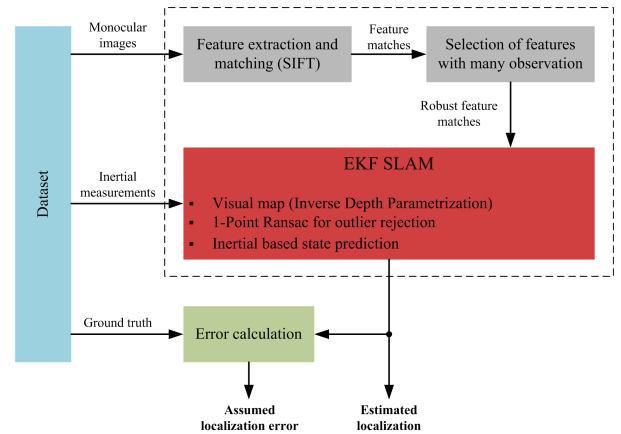 Monocular
images
Feature extraction and
matching (SIFT)
Feature
matches
Selection of features
with many observation
Robust feature
matches
Dataset
Inertial
measurements
EKF SLAM
▪ Visual map (Inverse Depth Parametrization)
▪ 1-Point Ransac for outlier rejection
▪ Inertial based state prediction
Ground truth
Error calculation
Assumed
localization error
Estimated
localization